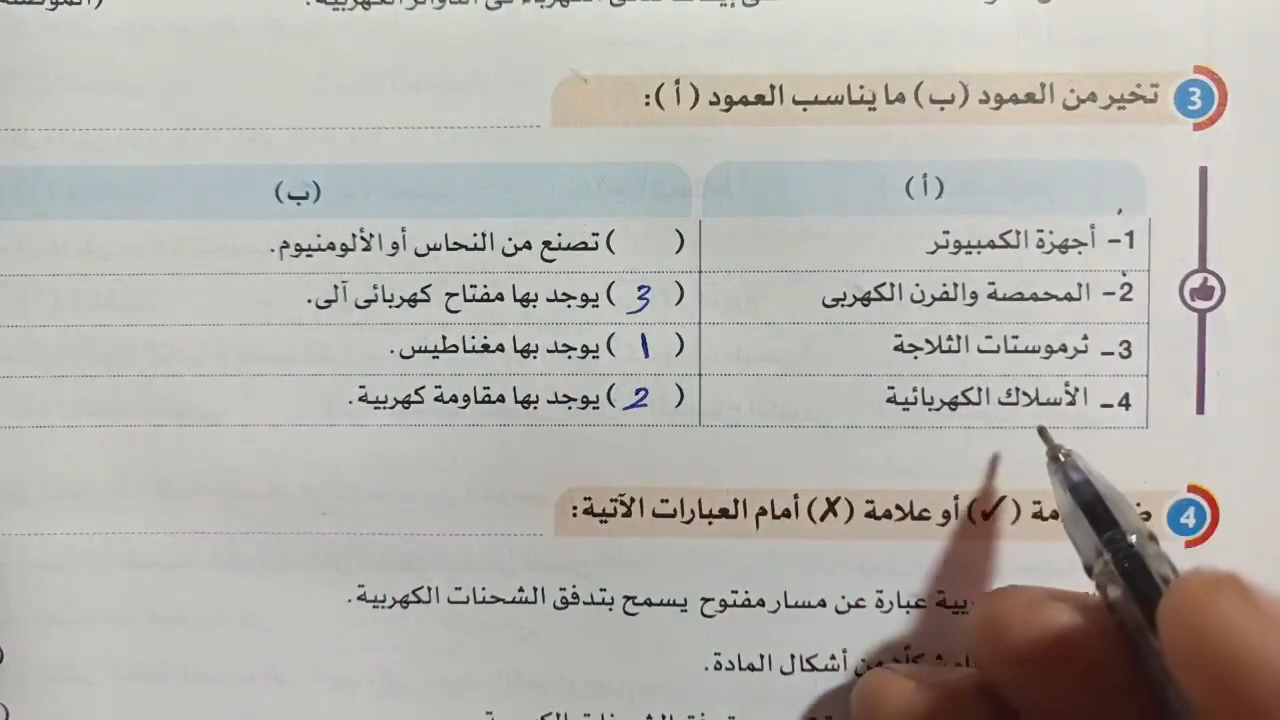 3 تخير من العمود (ب) ما يناسب العمود (أ):
(أ) (ب)
1- أجهزة الكمبيوتر ( ) تصنع من النحاس أو الألومنيوم.
2- المحمصة والفرن الكهربى ( 3 ) يوجد بها مفتاح كهربائى آلى.
3- ثرموستات الثلاجة ( 1 ) يوجد بها مغناطيس.
4- الأسلاك الكهربائية ( 2 ) يوجد بها مقاومة كهربية.
4 (✓) أو علامة (✗) أمام العبارات الآتية:
عبارة عن مسار مفتوح يسمح بتدفق الشحنات الكهربية.
من أشكال المادة.